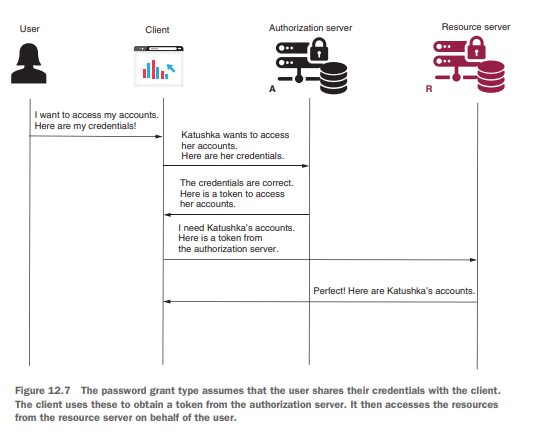 User
Client
Authorization server
Resource server
A
R
I want to access my accounts.
Here are my credentials!
Katushka wants to access
her accounts.
Here are her credentials.
The credentials are correct.
Here is a token to access
her accounts.
I need Katushka's accounts.
Here is a token from
the authorization server.
Perfect! Here are Katushka's accounts.
Figure 12.7 The password grant type assumes that the user shares their credentials with the client.
The client uses these to obtain a token from the authorization server. It then accesses the resources
from the resource server on behalf of the user.